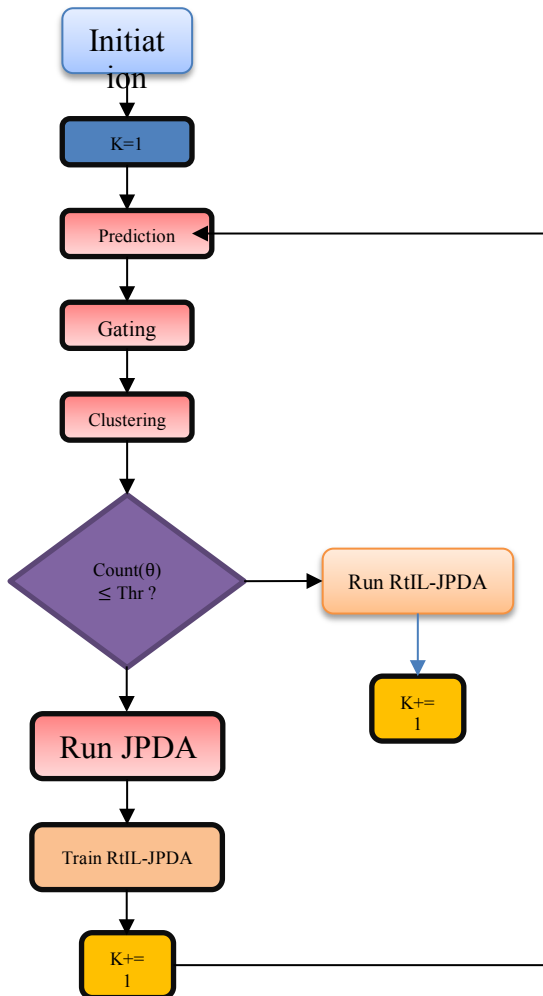 Initiat
ion
K=1
Prediction
Gating
Clustering
Count(θ)
≤ Thr ?
Run RtIL-JPDA
K+=
1
Run JPDA
Train RtIL-JPDA
K+=
1